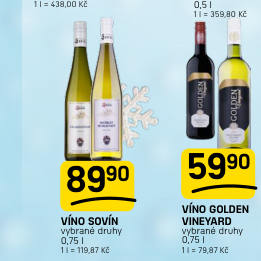 1 l = 438,00 Kč
0,5 l
1 l = 359,80 Kč
GOLDEN
GOLDEN
89⁹⁰
VÍNO SOVÍN
vybrané druhy
0,75 l
1 l = 119,87 Kč
59⁹⁰
VÍNO GOLDEN
VINEYARD
vybrané druhy
0,75 l
1 l = 79,87 Kč